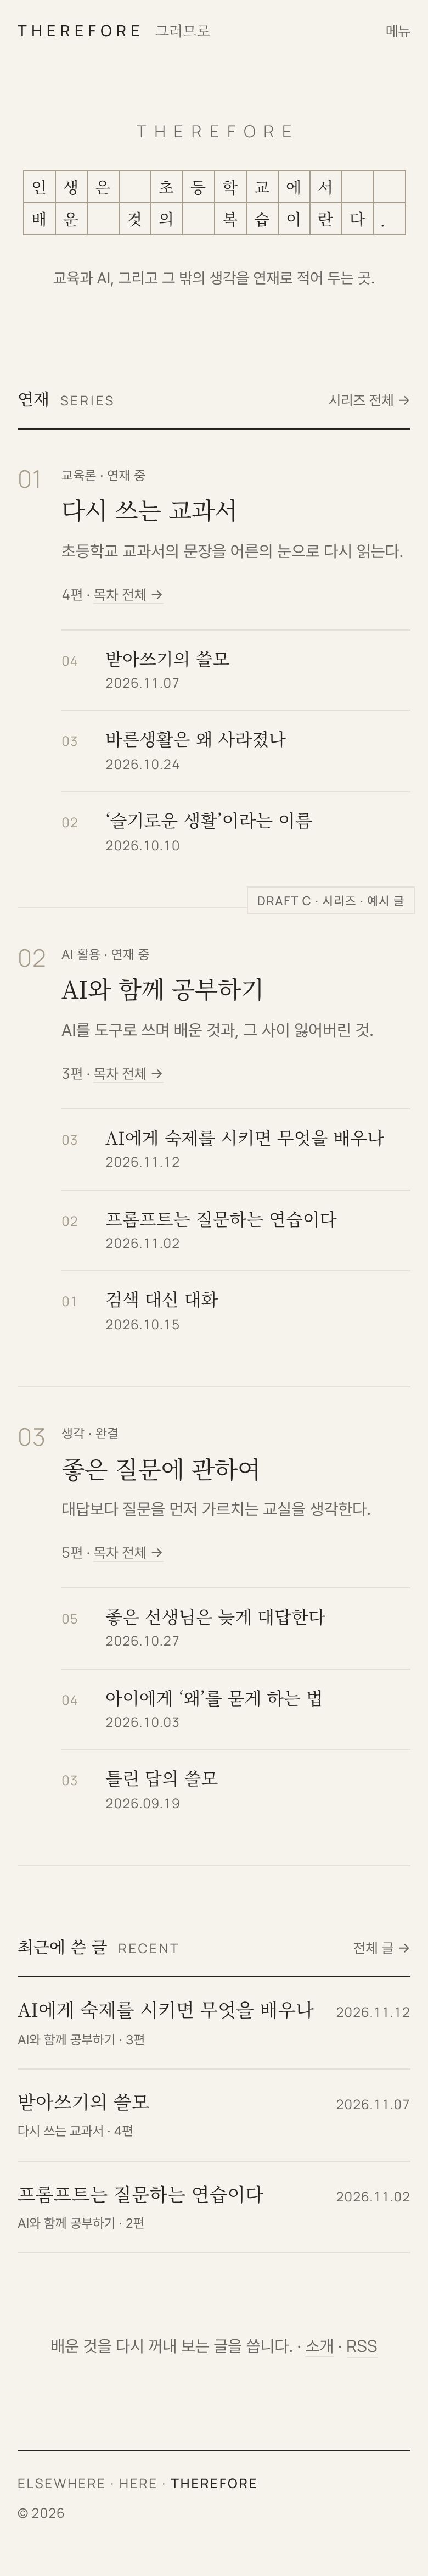 THEREFORE 그러므로 메뉴
THEREFORE
인생은 초등학교에서
배운 것의 복습이란다.
교육과 AI, 그리고 그 밖의 생각을 연재로 적어 두는 곳.
연재 SERIES 시리즈 전체 →
01 교육론 · 연재 중
다시 쓰는 교과서
초등학교 교과서의 문장을 어른의 눈으로 다시 읽는다.
4편 · 목차 전체 →
04 받아쓰기의 쓸모
2026.11.07
03 바른생활은 왜 사라졌나
2026.10.24
02 ‘슬기로운 생활’이라는 이름
2026.10.10
DRAFT C · 시리즈 · 예시 글
02 AI 활용 · 연재 중
AI와 함께 공부하기
AI를 도구로 쓰며 배운 것과, 그 사이 잃어버린 것.
3편 · 목차 전체 →
03 AI에게 숙제를 시키면 무엇을 배우나
2026.11.12
02 프롬프트는 질문하는 연습이다
2026.11.02
01 검색 대신 대화
2026.10.15
03 생각 · 완결
좋은 질문에 관하여
대답보다 질문을 먼저 가르치는 교실을 생각한다.
5편 · 목차 전체 →
05 좋은 선생님은 늦게 대답한다
2026.10.27
04 아이에게 ‘왜’를 묻게 하는 법
2026.10.03
03 틀린 답의 쓸모
2026.09.19
최근에 쓴 글 RECENT 전체 글 →
AI에게 숙제를 시키면 무엇을 배우나 2026.11.12
AI와 함께 공부하기 · 3편
받아쓰기의 쓸모 2026.11.07
다시 쓰는 교과서 · 4편
프롬프트는 질문하는 연습이다 2026.11.02
AI와 함께 공부하기 · 2편
배운 것을 다시 꺼내 보는 글을 씁니다. · 소개 · RSS
ELSEWHERE · HERE · THEREFORE
© 2026